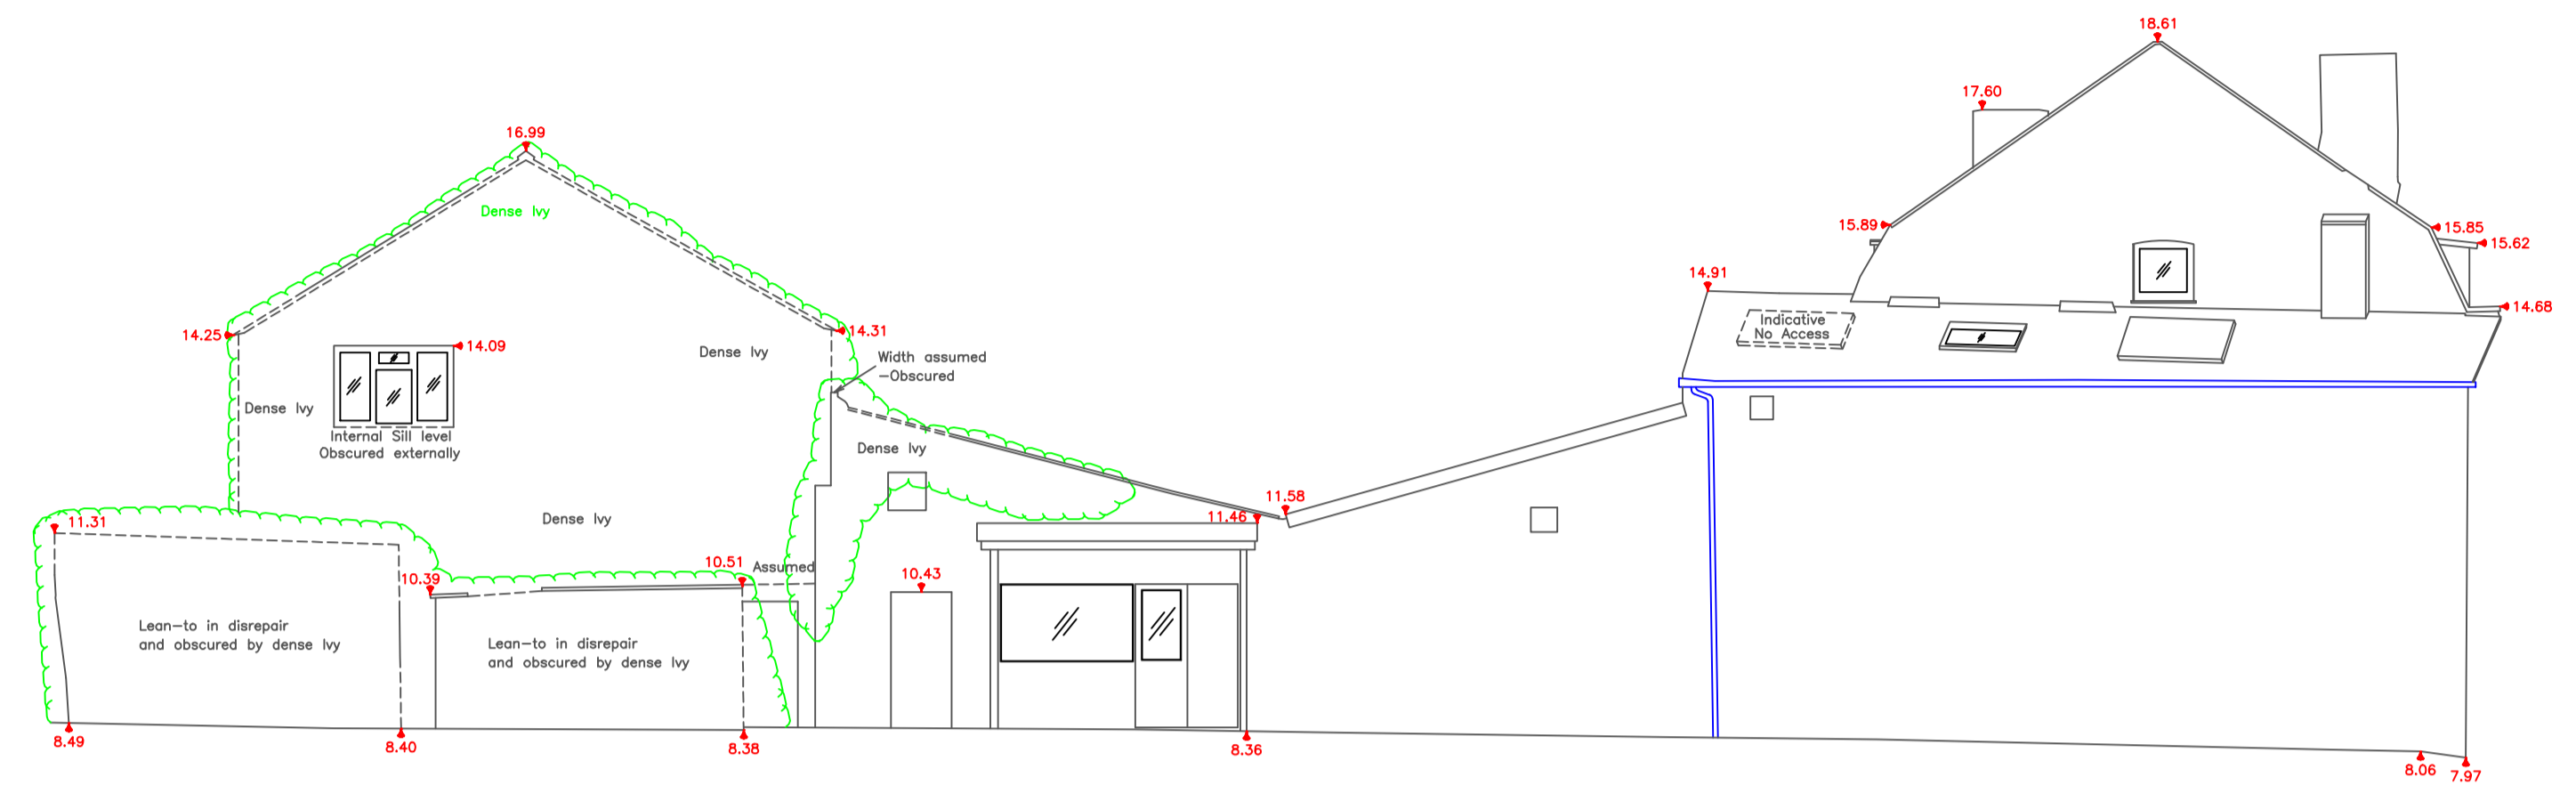 18.61
17.60
16.99
Dense Ivy
15.89
15.85
15.62
14.91
14.68
14.25
14.31
14.09
Indicative
No Access
Dense Ivy
Width assumed
-Obscured
Dense Ivy
Internal Sill level
Obscured externally
Dense Ivy
11.58
11.46
11.31
Dense Ivy
10.51
Assumed
10.39
10.43
Lean-to in disrepair
and obscured by dense Ivy
Lean-to in disrepair
and obscured by dense Ivy
8.49
8.40
8.38
8.36
8.06
7.97